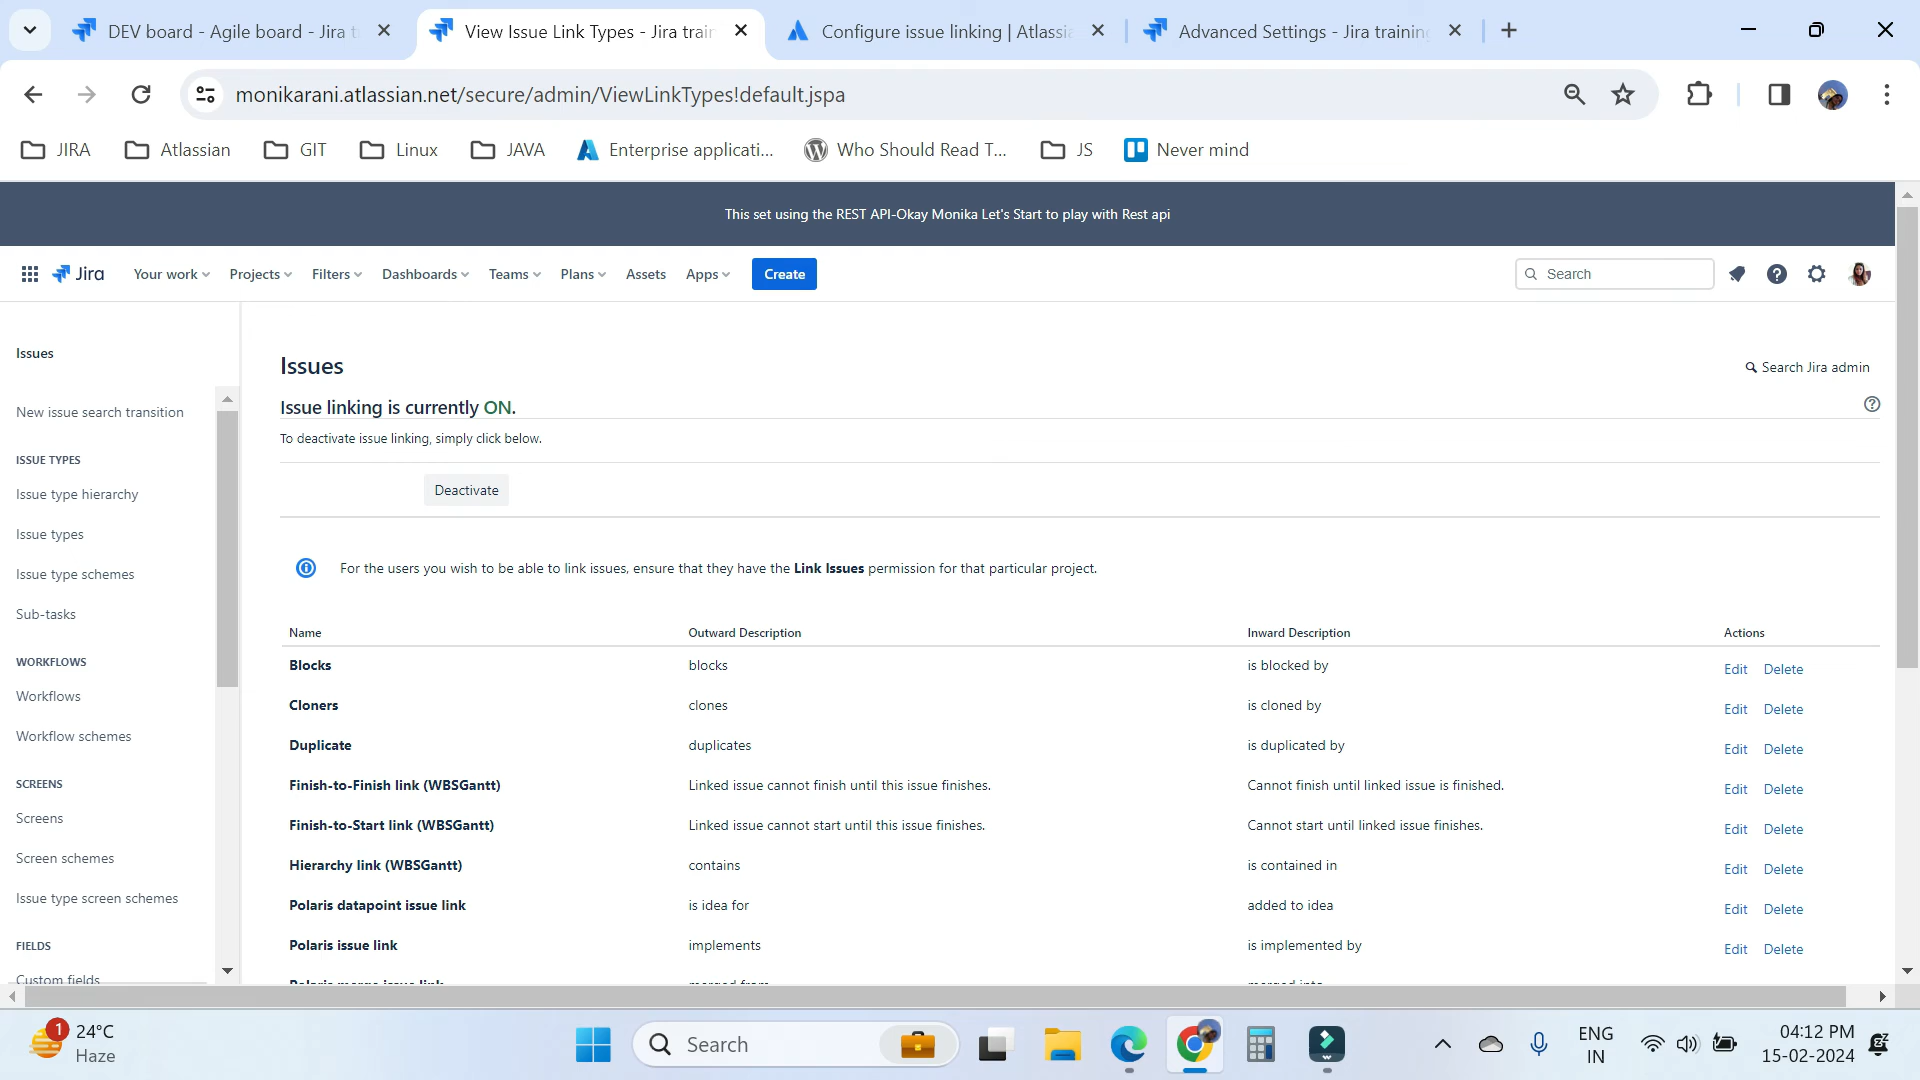 DEV board - Agile board - Jira t
View Issue Link Types - Jira train
Configure issue linking | Atlassia
Advanced Settings - Jira training
monikarani.atlassian.net/secure/admin/ViewLinkTypes!default.jspa
JIRA
Atlassian
GIT
Linux
JAVA
Enterprise applicati...
Who Should Read T...
JS
Never mind
This set using the REST API-Okay Monika Let's Start to play with Rest api
Jira
Your work
Projects
Filters
Dashboards
Teams
Plans
Assets
Apps
Create
Search
Issues
New issue search transition
ISSUE TYPES
Issue type hierarchy
Issue types
Issue type schemes
Sub-tasks
WORKFLOWS
Workflows
Workflow schemes
SCREENS
Screens
Screen schemes
Issue type screen schemes
FIELDS
Custom fields
Issues
Search Jira admin
Issue linking is currently ON.
To deactivate issue linking, simply click below.
Deactivate
For the users you wish to be able to link issues, ensure that they have the Link Issues permission for that particular project.
Name Outward Description Inward Description Actions
Blocks blocks is blocked by Edit Delete
Cloners clones is cloned by Edit Delete
Duplicate duplicates is duplicated by Edit Delete
Finish-to-Finish link (WBSGantt) Linked issue cannot finish until this issue finishes. Cannot finish until linked issue is finished. Edit Delete
Finish-to-Start link (WBSGantt) Linked issue cannot start until this issue finishes. Cannot start until linked issue finishes. Edit Delete
Hierarchy link (WBSGantt) contains is contained in Edit Delete
Polaris datapoint issue link is idea for added to idea Edit Delete
Polaris issue link implements is implemented by Edit Delete
Polaris merge issue link merged from merged into
1
24°C
Haze
Search
ENG
IN
04:12 PM
15-02-2024